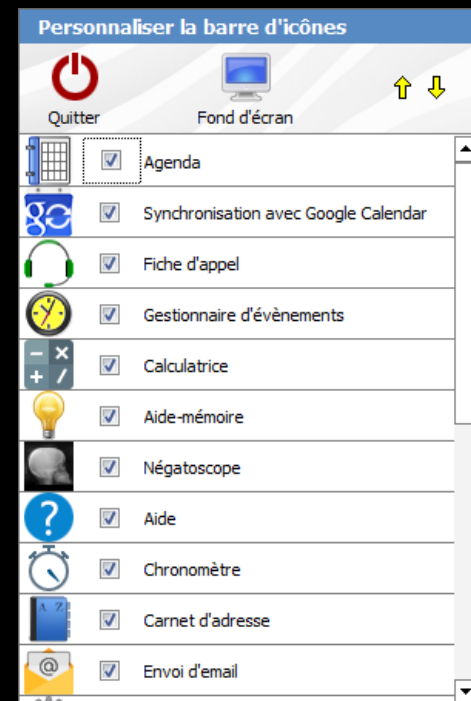 Personnaliser la barre d'icônes
Quitter
Fond d'écran
Agenda
Synchronisation avec Google Calendar
Fiche d'appel
Gestionnaire d'évènements
Calculatrice
Aide-mémoire
Négatoscope
Aide
Chronomètre
A Z
Carnet d'adresse
Envoi d'email